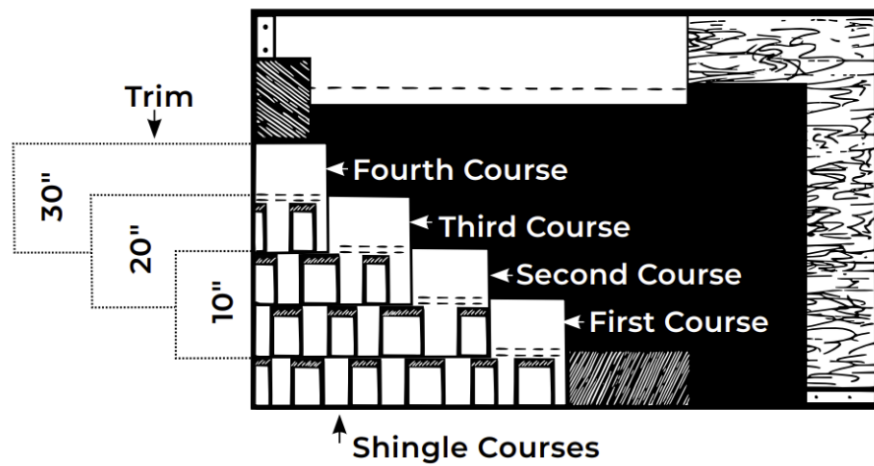 Trim
Fourth Course
30"
Third Course
20"
Second Course
10"
First Course
Shingle Courses